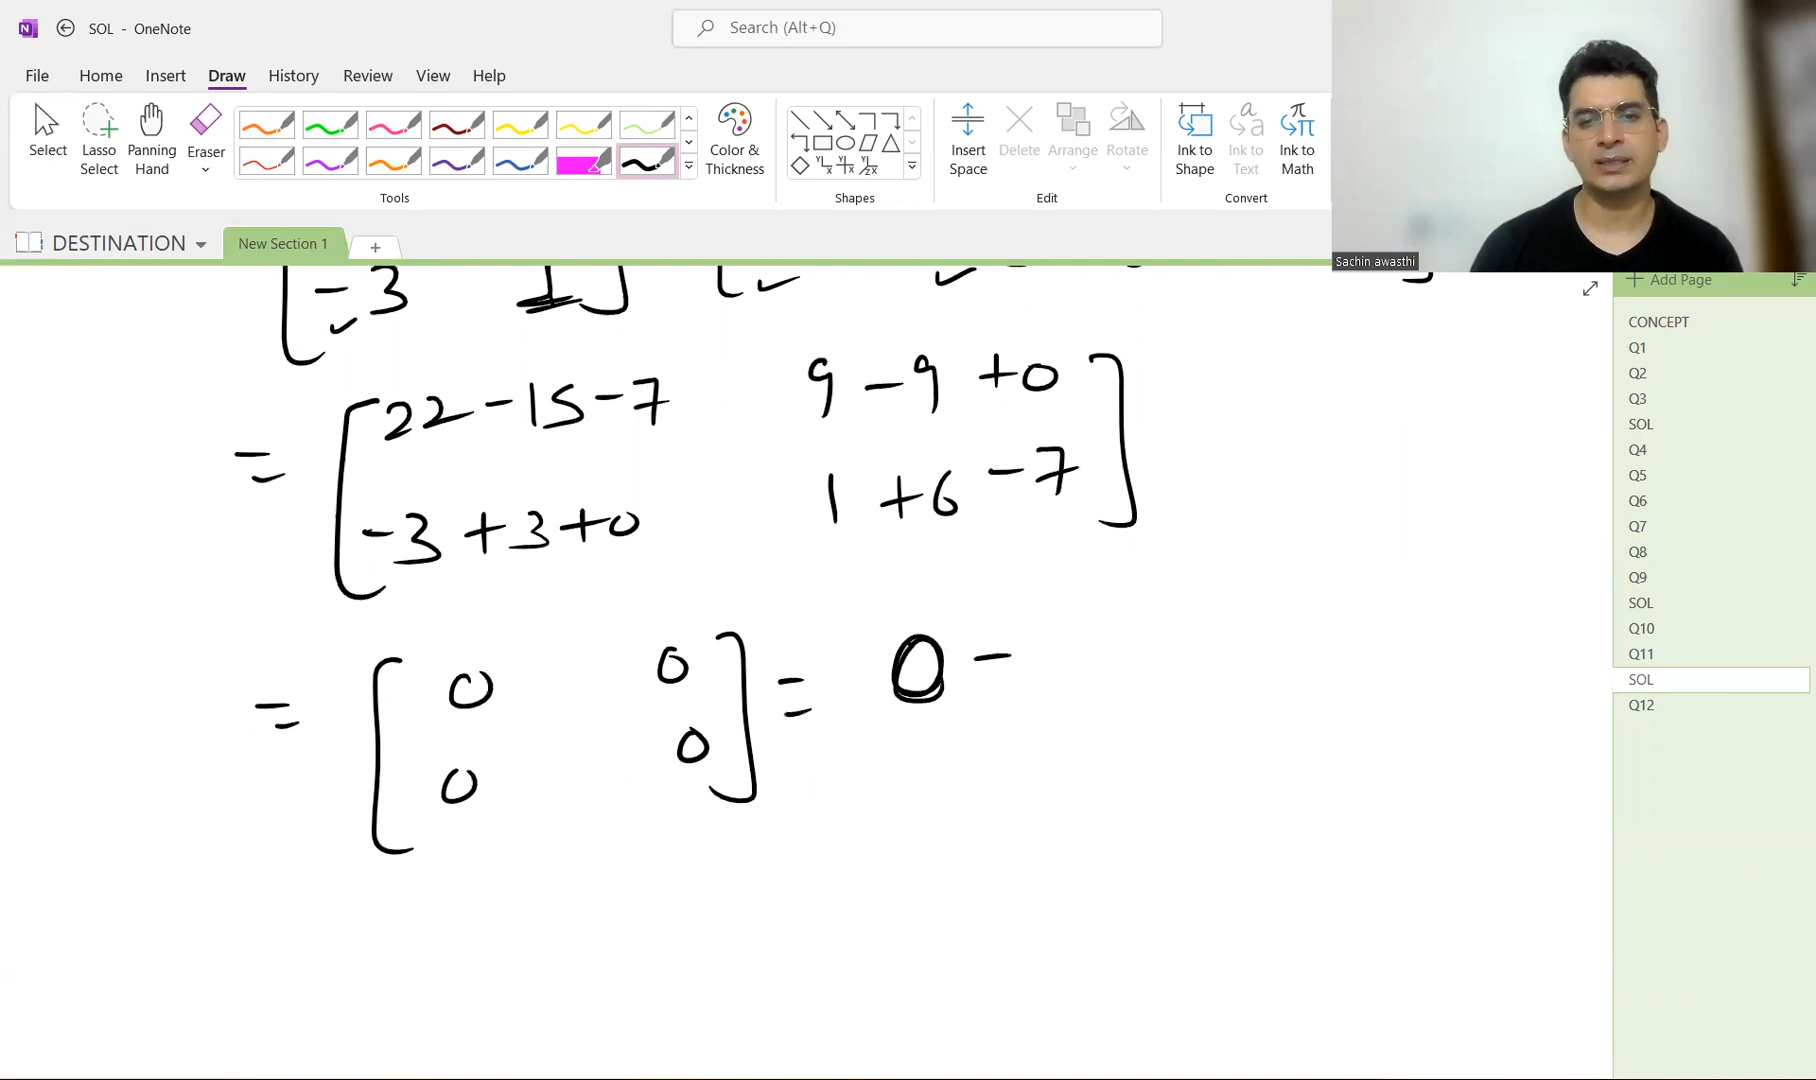 SOL - OneNote
Search (Alt+Q)
File Home Insert Draw History Review View Help
Select
Lasso Select
Panning Hand
Eraser
Color & Thickness
Insert Space
Delete
Arrange
Rotate
Ink to Shape
Ink to Text
Ink to Math
Tools
Shapes
Edit
Convert
Sachin awasthi
DESTINATION
New Section 1
+
Add Page
CONCEPT
Q1
Q2
Q3
SOL
Q4
Q5
Q6
Q7
Q8
Q9
SOL
Q10
Q11
SOL
Q12
-3 1
22-15-7 9-9+0
=
-3+3+0 1+6-7
0 0
= = 0 -
0 0